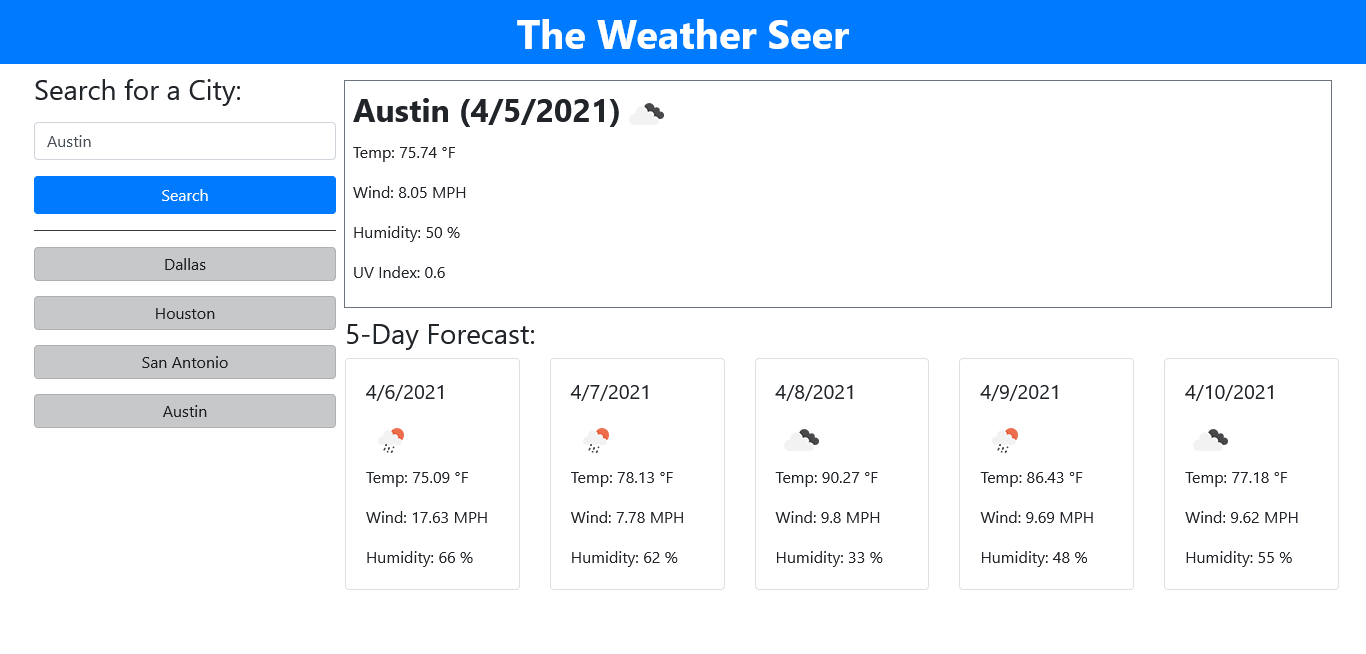 The Weather Seer
Search for a City:
Austin
Search
Dallas
Houston
San Antonio
Austin
Austin (4/5/2021)
Temp: 75.74 °F
Wind: 8.05 MPH
Humidity: 50 %
UV Index: 0.6
5-Day Forecast:
4/6/2021
Temp: 75.09 °F
Wind: 17.63 MPH
Humidity: 66 %
4/7/2021
Temp: 78.13 °F
Wind: 7.78 MPH
Humidity: 62 %
4/8/2021
Temp: 90.27 °F
Wind: 9.8 MPH
Humidity: 33 %
4/9/2021
Temp: 86.43 °F
Wind: 9.69 MPH
Humidity: 48 %
4/10/2021
Temp: 77.18 °F
Wind: 9.62 MPH
Humidity: 55 %